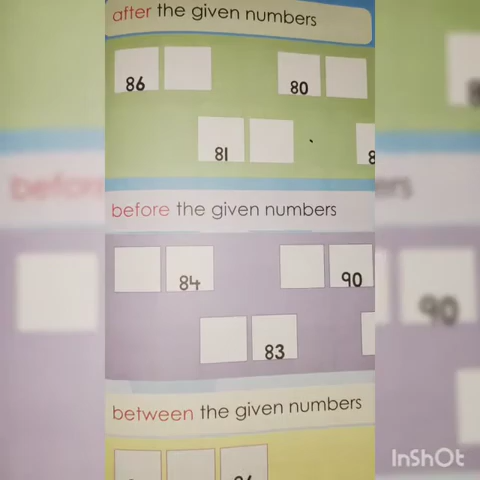 after the given numbers
86 80
81 8
before the given numbers
84 90
83
between the given numbers
InShOt